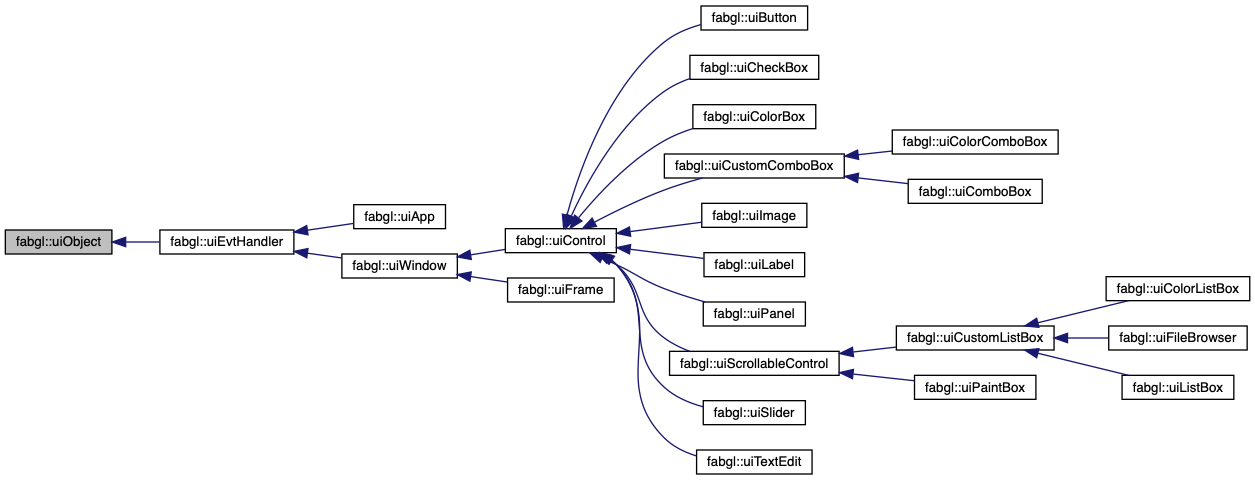 fabgl::uiObject
fabgl::uiEvtHandler
fabgl::uiApp
fabgl::uiWindow
fabgl::uiControl
fabgl::uiFrame
fabgl::uiButton
fabgl::uiCheckBox
fabgl::uiColorBox
fabgl::uiCustomComboBox
fabgl::uiColorComboBox
fabgl::uiComboBox
fabgl::uiImage
fabgl::uiLabel
fabgl::uiPanel
fabgl::uiScrollableControl
fabgl::uiCustomListBox
fabgl::uiColorListBox
fabgl::uiFileBrowser
fabgl::uiListBox
fabgl::uiPaintBox
fabgl::uiSlider
fabgl::uiTextEdit